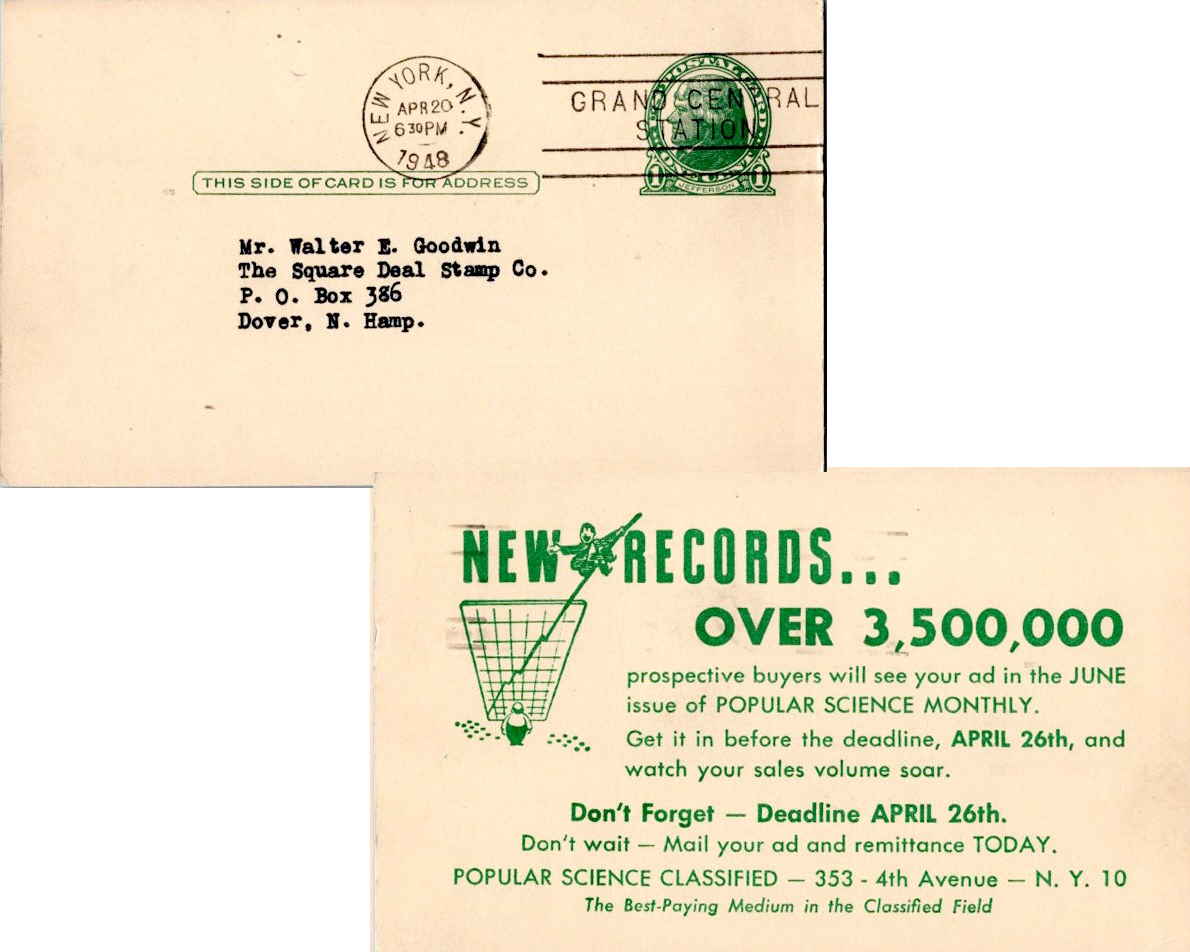 NEW YORK, N.Y.
APR 20
6 30 PM
1948
GRAND CENTRAL
STATION
POSTAL CARD
1 JEFFERSON 1
THIS SIDE OF CARD IS FOR ADDRESS
Mr. Walter E. Goodwin
The Square Deal Stamp Co.
P. O. Box 386
Dover, N. Hamp.
NEW RECORDS...
OVER 3,500,000
prospective buyers will see your ad in the JUNE
issue of POPULAR SCIENCE MONTHLY.
Get it in before the deadline, APRIL 26th, and
watch your sales volume soar.
Don't Forget — Deadline APRIL 26th.
Don't wait — Mail your ad and remittance TODAY.
POPULAR SCIENCE CLASSIFIED — 353 - 4th Avenue — N. Y. 10
The Best-Paying Medium in the Classified Field